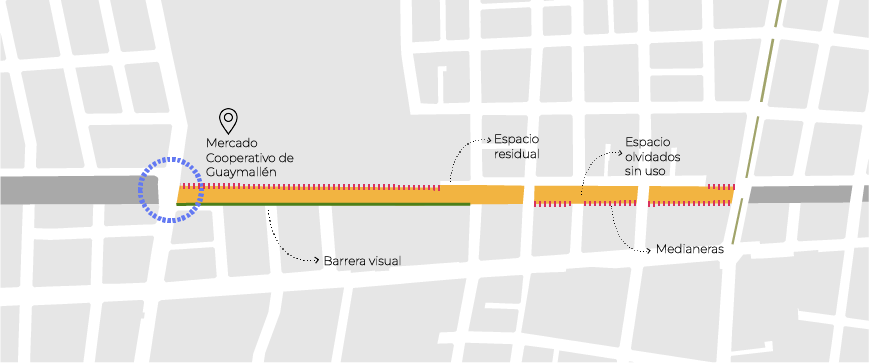 Mercado
Cooperativo de
Guaymallén
Espacio
residual
Espacio
olvidados
sin uso
Barrera visual
Medianeras